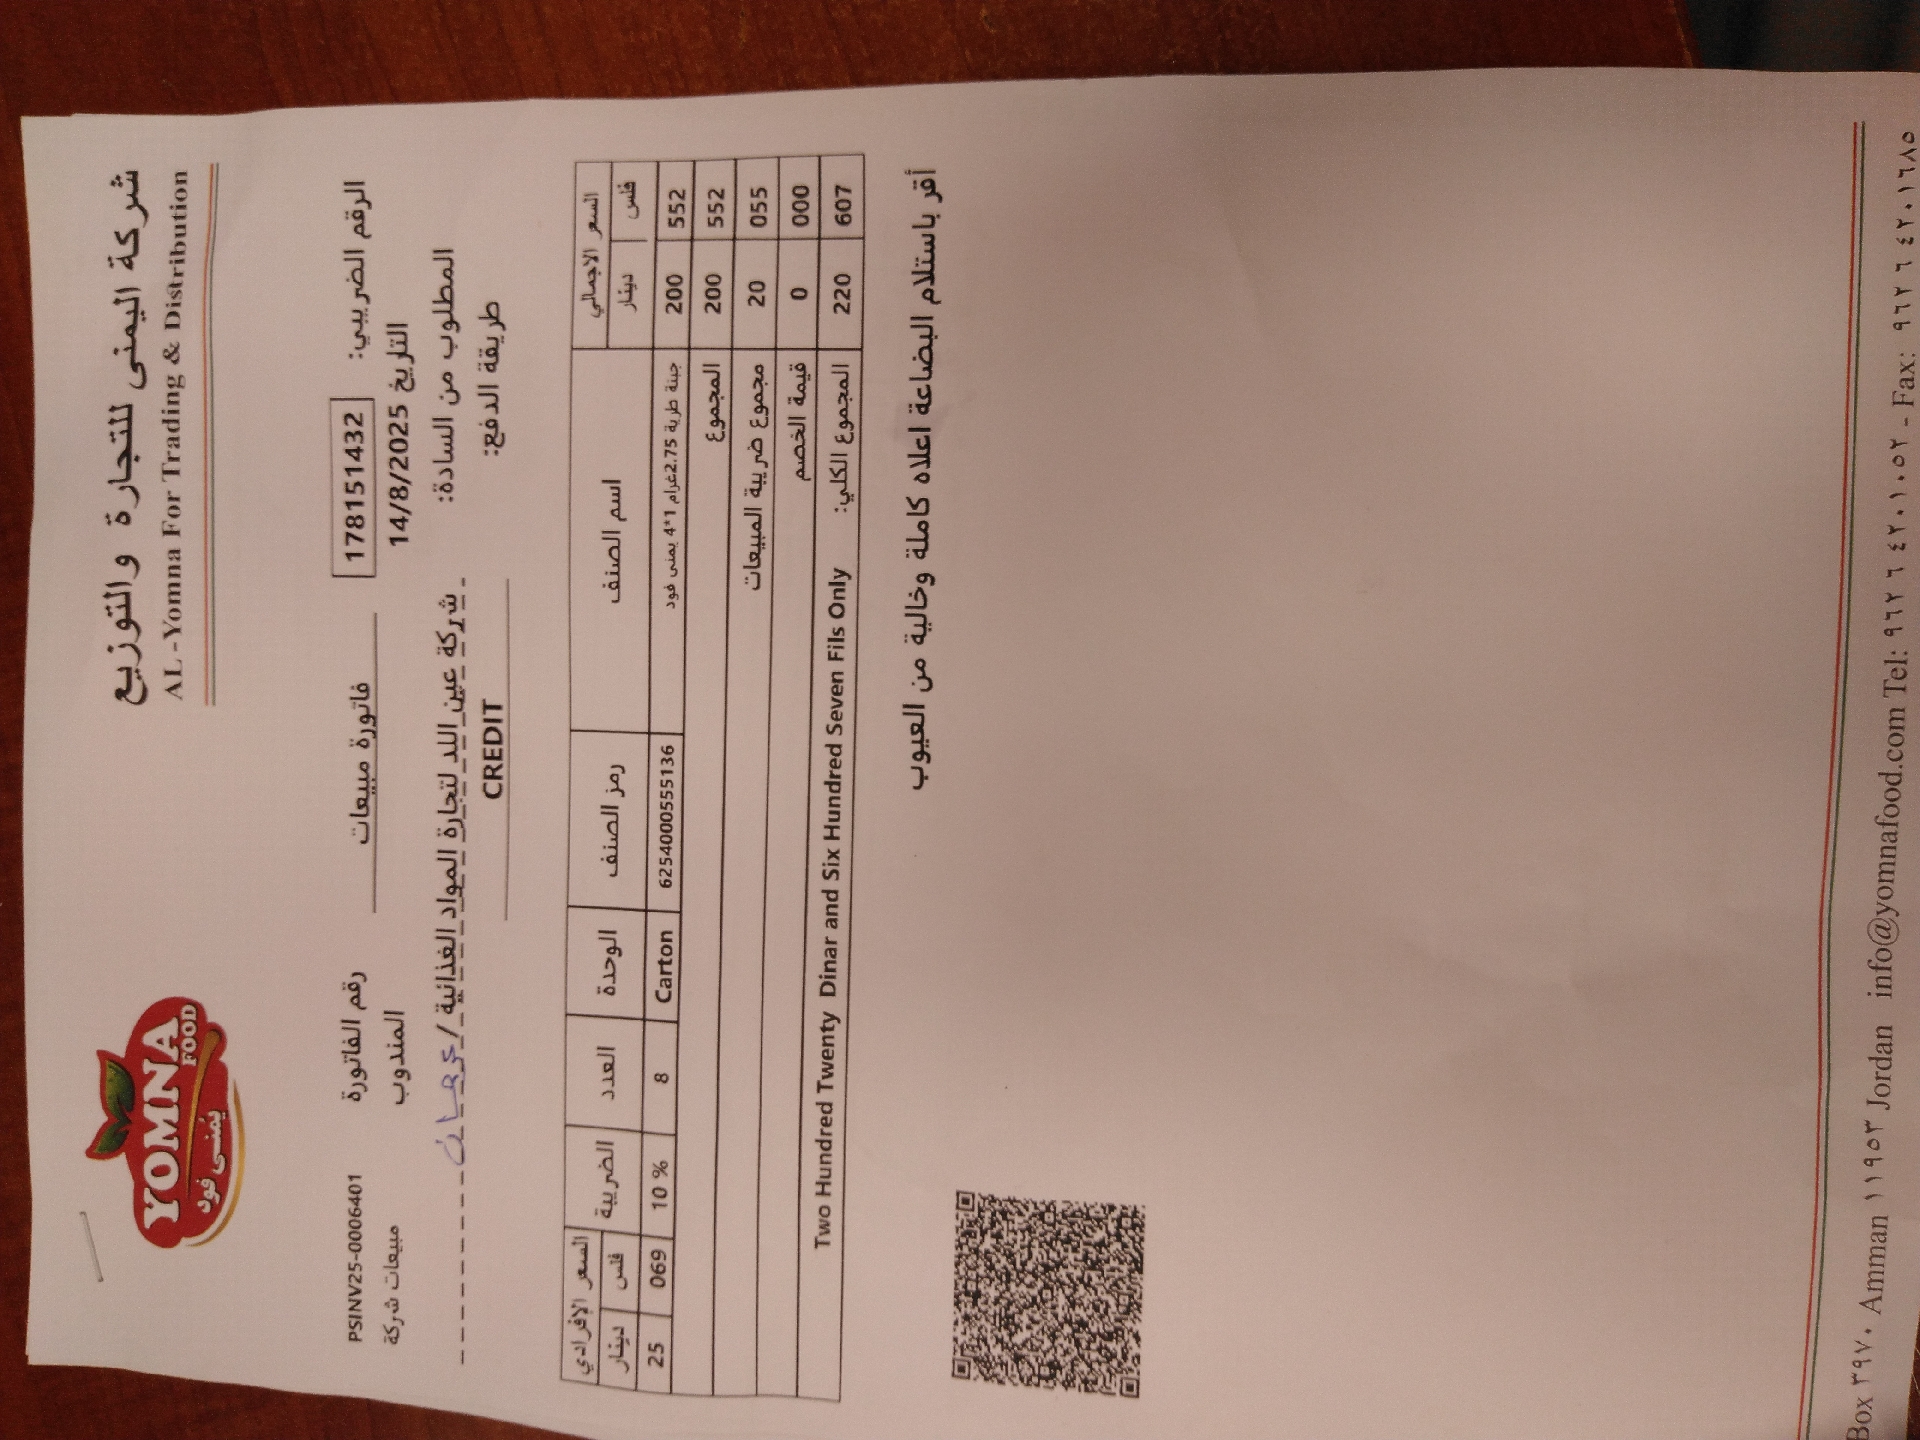 شركة اليمنى للتجارة والتوزيع
AL-Yomna For Trading & Distribution
YOMNA
FOOD
يمنى فود
الرقم الضريبي: 178151432 فاتورة مبيعات رقم الفاتورة PSINV25-0006401
التاريخ 14/8/2025 المندوب مبيعات شركة
المطلوب من السادة: شركة عين اللد لتجارة المواد الغذائية /
طريقة الدفع: CREDIT
السعر الاجمالي اسم الصنف رمز الصنف الوحدة العدد الضريبة السعر الإفرادي
فلس دينار فلس دينار
552 200 جبنة طرية 2.75غرام 1*4 يمنى فود 6254000555136 Carton 8 10 % 069 25
552 200 المجموع
055 20 مجموع ضريبة المبيعات
000 0 قيمة الخصم
607 220 المجموع الكلي: Two Hundred Twenty Dinar and Six Hundred Seven Fils Only
أقر باستلام البضاعة اعلاه كاملة وخالية من العيوب
Box ٣٩٧٠ Amman ١١٩٥٣ Jordan info@yomnafood.com Tel: ٩٦٢ ٦ ٤٢٠١٠٥٢ - Fax: ٩٦٢ ٦ ٤٢٠١٦٨٥